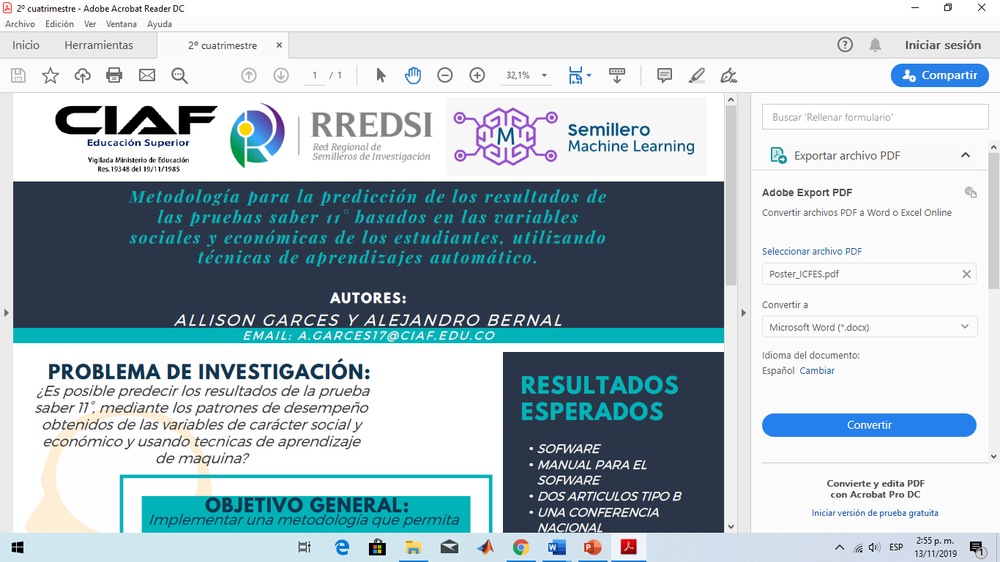 2º cuatrimestre - Adobe Acrobat Reader DC
Archivo Edición Ver Ventana Ayuda
Inicio Herramientas 2º cuatrimestre × Iniciar sesión
1 / 1 32,1% Compartir
CIAF
Educación Superior
Vigilada Ministerio de Educación
Res.19348 del 19/11/1985
RREDSI
Red Regional de
Semilleros de Investigación
M
Semillero
Machine Learning
Metodología para la predicción de los resultados de
las pruebas saber 11° basados en las variables
sociales y económicas de los estudiantes, utilizando
técnicas de aprendizajes automático.
AUTORES:
ALLISON GARCES Y ALEJANDRO BERNAL
EMAIL: A.GARCES17@CIAF.EDU.CO
PROBLEMA DE INVESTIGACIÓN:
¿Es posible predecir los resultados de la prueba
saber 11°, mediante los patrones de desempeño
obtenidos de las variables de carácter social y
económico y usando tecnicas de aprendizaje
de maquina?
OBJETIVO GENERAL:
Implementar una metodología que permita
RESULTADOS
ESPERADOS
• SOFWARE
• MANUAL PARA EL
SOFWARE
• DOS ARTICULOS TIPO B
• UNA CONFERENCIA
NACIONAL
Buscar 'Rellenar formulario'
Exportar archivo PDF
Adobe Export PDF
Convertir archivos PDF a Word o Excel Online
Seleccionar archivo PDF
Poster_ICFES.pdf
Convertir a
Microsoft Word (*.docx)
Idioma del documento:
Español Cambiar
Convertir
Convierte y edita PDF
con Acrobat Pro DC
Iniciar versión de prueba gratuita
ESP
2:55 p. m.
13/11/2019
1